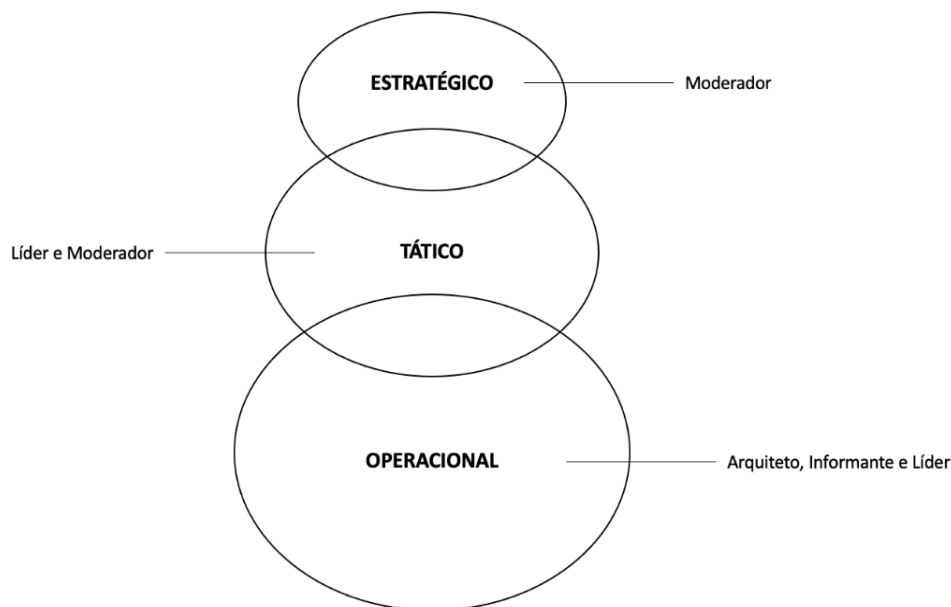 ESTRATÉGICO
Moderador
Líder e Moderador
TÁTICO
OPERACIONAL
Arquiteto, Informante e Líder